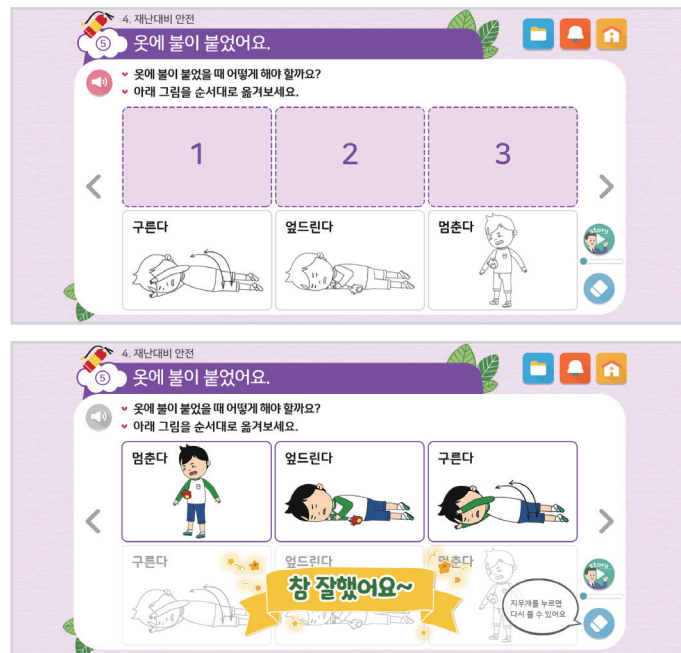 4. 재난대비 안전
5 옷에 불이 붙었어요.
옷에 불이 붙었을 때 어떻게 해야 할까요?
아래 그림을 순서대로 옮겨보세요.
1 2 3
구른다 엎드린다 멈춘다
story
4. 재난대비 안전
5 옷에 불이 붙었어요.
옷에 불이 붙었을 때 어떻게 해야 할까요?
아래 그림을 순서대로 옮겨보세요.
멈춘다 엎드린다 구른다
구른다 엎드린다 멈춘다
story
참 잘했어요~
지우개를 누르면
다시 풀 수 있어요